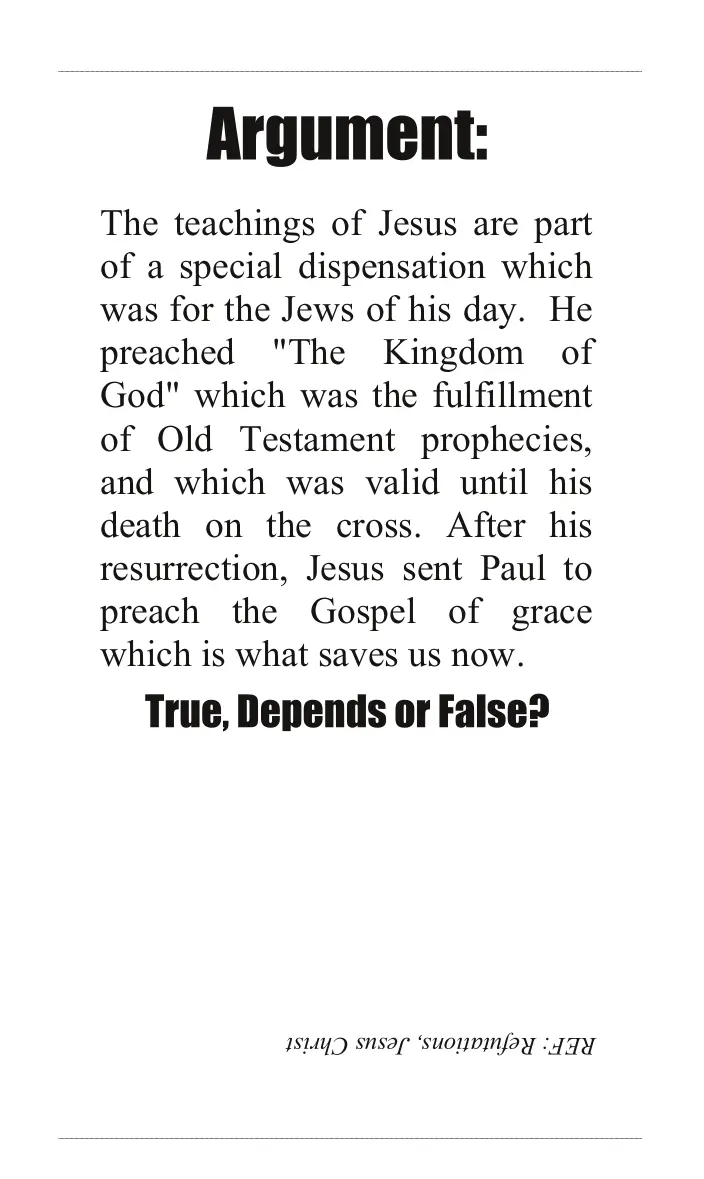 Argument:
The teachings of Jesus are part
of a special dispensation which
was for the Jews of his day.  He
preached "The Kingdom of
God" which was the fulfillment
of Old Testament prophecies,
and which was valid until his
death on the cross. After his
resurrection, Jesus sent Paul to
preach the Gospel of grace
which is what saves us now.
True, Depends or False?
REF: Refutations, Jesus Christ